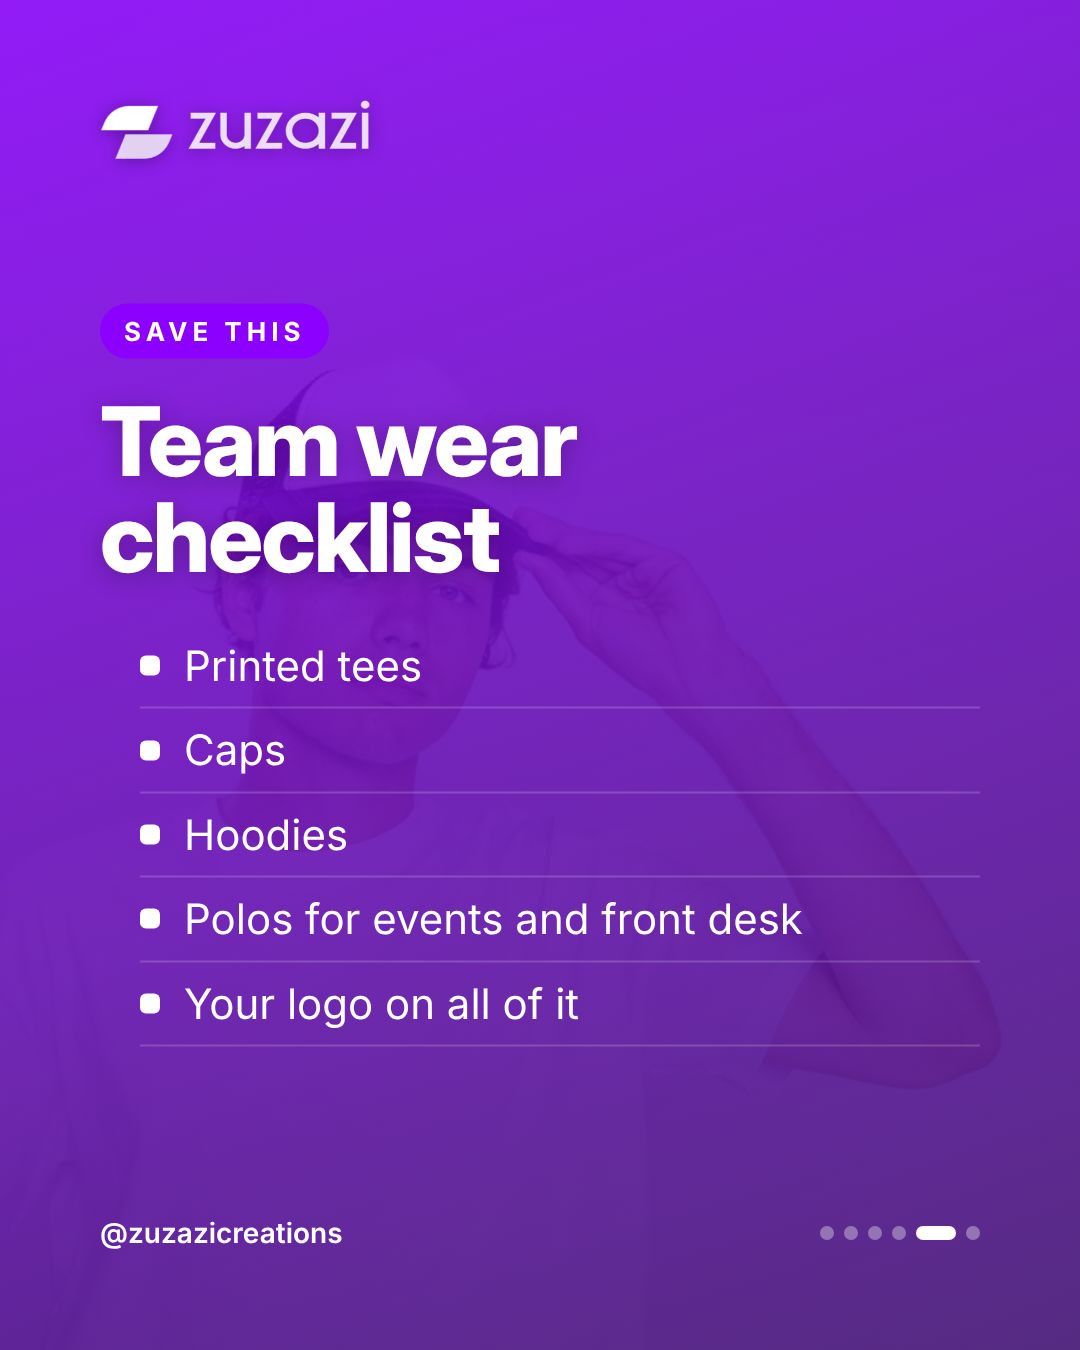 zuzazi
SAVE THIS
Team wear
checklist
Printed tees
Caps
Hoodies
Polos for events and front desk
Your logo on all of it
@zuzazicreations